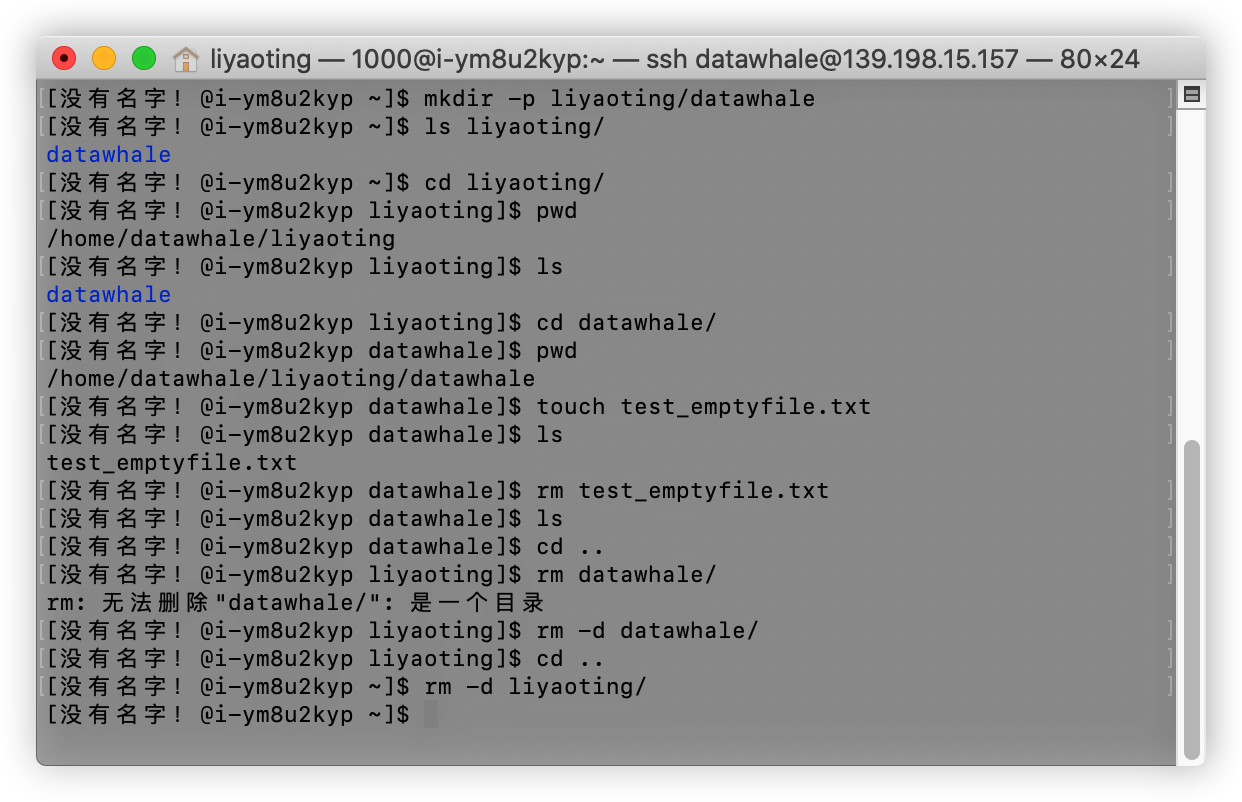 liyaoting — 1000@i-ym8u2kyp:~ — ssh datawhale@139.198.15.157 — 80×24
[[没有名字！@i-ym8u2kyp ~]$ mkdir -p liyaoting/datawhale ]
[[没有名字！@i-ym8u2kyp ~]$ ls liyaoting/ ]
datawhale
[[没有名字！@i-ym8u2kyp ~]$ cd liyaoting/ ]
[[没有名字！@i-ym8u2kyp liyaoting]$ pwd ]
/home/datawhale/liyaoting
[[没有名字！@i-ym8u2kyp liyaoting]$ ls ]
datawhale
[[没有名字！@i-ym8u2kyp liyaoting]$ cd datawhale/ ]
[[没有名字！@i-ym8u2kyp datawhale]$ pwd ]
/home/datawhale/liyaoting/datawhale
[[没有名字！@i-ym8u2kyp datawhale]$ touch test_emptyfile.txt ]
[[没有名字！@i-ym8u2kyp datawhale]$ ls ]
test_emptyfile.txt
[[没有名字！@i-ym8u2kyp datawhale]$ rm test_emptyfile.txt ]
[[没有名字！@i-ym8u2kyp datawhale]$ ls ]
[[没有名字！@i-ym8u2kyp datawhale]$ cd .. ]
[[没有名字！@i-ym8u2kyp liyaoting]$ rm datawhale/ ]
rm: 无法删除"datawhale/": 是一个目录
[[没有名字！@i-ym8u2kyp liyaoting]$ rm -d datawhale/ ]
[[没有名字！@i-ym8u2kyp liyaoting]$ cd .. ]
[[没有名字！@i-ym8u2kyp ~]$ rm -d liyaoting/ ]
[没有名字！@i-ym8u2kyp ~]$